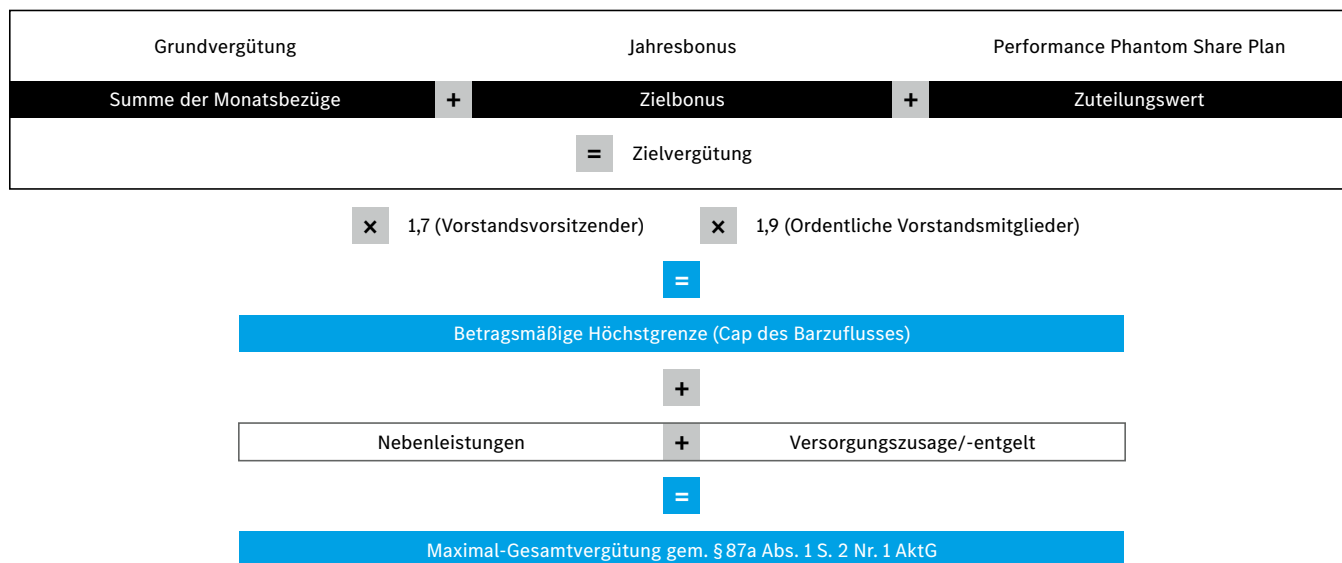 Grundvergütung Jahresbonus Performance Phantom Share Plan
Summe der Monatsbezüge + Zielbonus + Zuteilungswert
= Zielvergütung
× 1,7 (Vorstandsvorsitzender) × 1,9 (Ordentliche Vorstandsmitglieder)
=
Betragsmäßige Höchstgrenze (Cap des Barzuflusses)
+
Nebenleistungen + Versorgungszusage/-entgelt
=
Maximal-Gesamtvergütung gem. § 87a Abs. 1 S. 2 Nr. 1 AktG